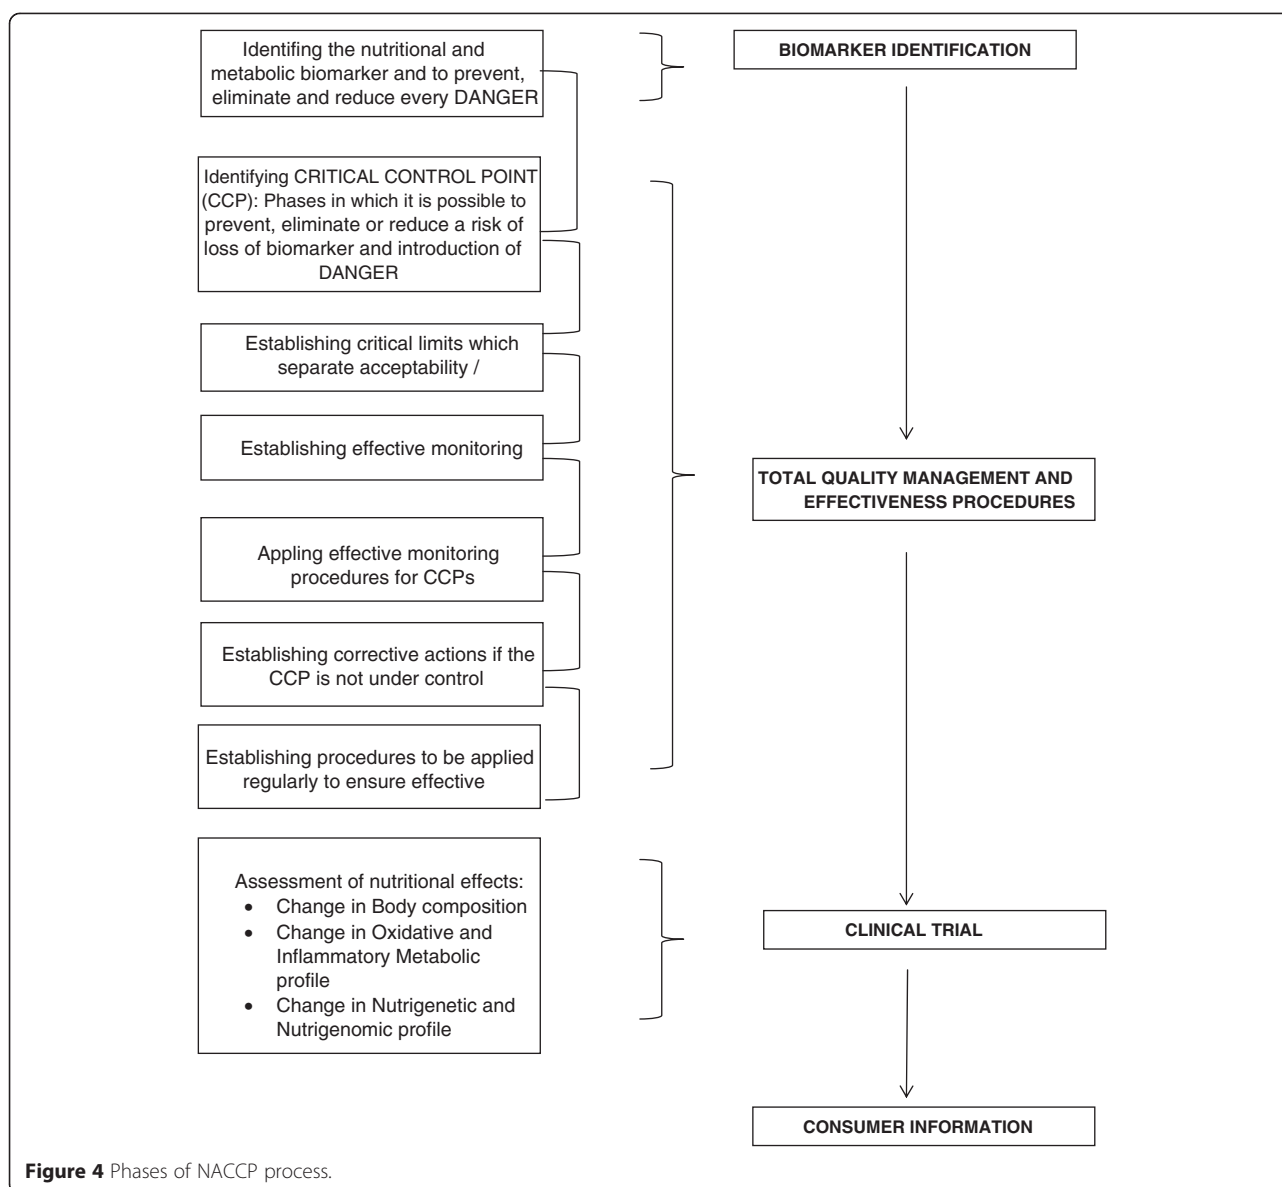 Identifing the nutritional and
metabolic biomarker and to prevent,
eliminate and reduce every DANGER
BIOMARKER IDENTIFICATION
Identifying CRITICAL CONTROL POINT
(CCP): Phases in which it is possible to
prevent, eliminate or reduce a risk of
loss of biomarker and introduction of
DANGER
Establishing critical limits which
separate acceptability /
Establishing effective monitoring
TOTAL QUALITY MANAGEMENT AND
EFFECTIVENESS PROCEDURES
Appling effective monitoring
procedures for CCPs
Establishing corrective actions if the
CCP is not under control
Establishing procedures to be applied
regularly to ensure effective
Assessment of nutritional effects:
• Change in Body composition
• Change in Oxidative and
Inflammatory Metabolic
profile
• Change in Nutrigenetic and
Nutrigenomic profile
CLINICAL TRIAL
CONSUMER INFORMATION
Figure 4 Phases of NACCP process.